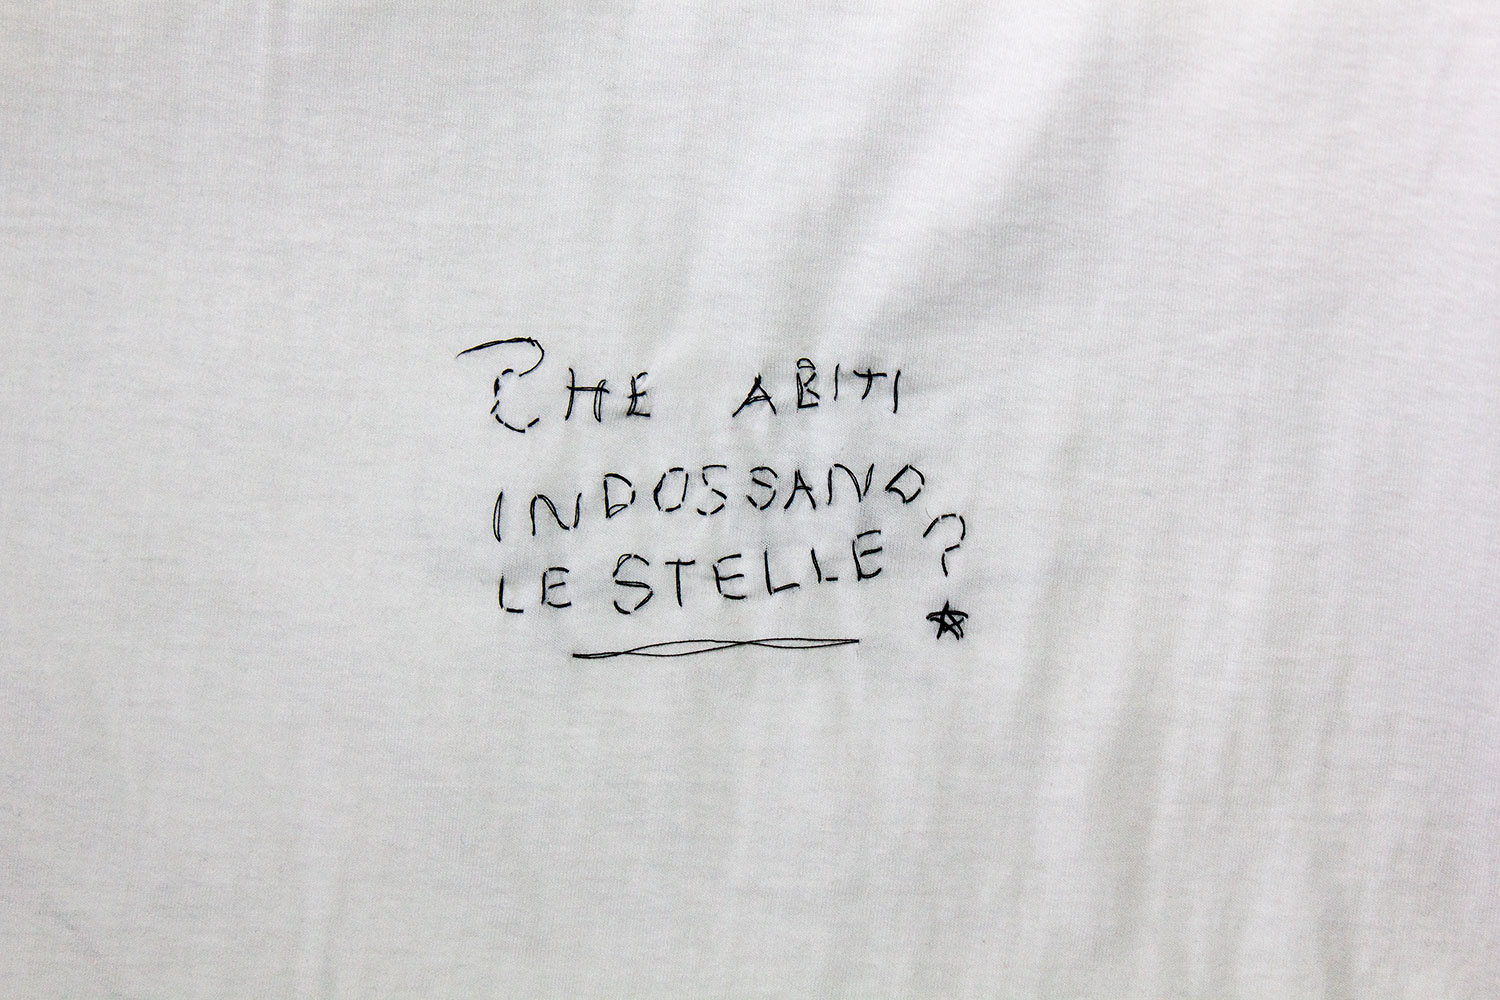 CHE ABITI
INDOSSANO
LE STELLE?